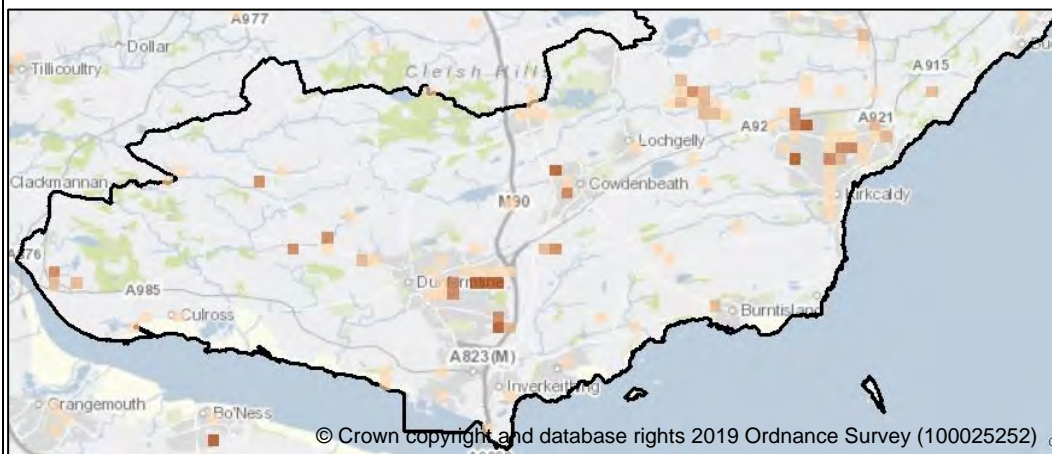 A977
Dollar
Tillicoultry
Cleish Hills
A915
A92
A921
Lochgelly
Clackmannan
Cowdenbeath
Kirkcaldy
M90
A876
Dunfermline
A985
Culross
Burntisland
A823(M)
Inverkeithing
Grangemouth
Bo'Ness
© Crown copyright and database rights 2019 Ordnance Survey (100025252)